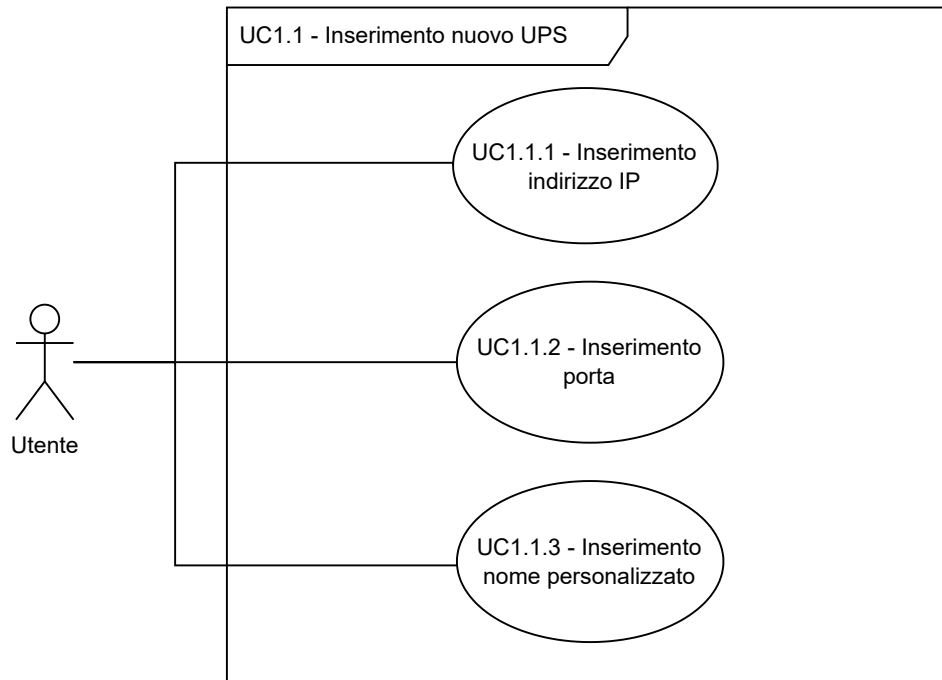 UC1.1 - Inserimento nuovo UPS
UC1.1.1 - Inserimento
indirizzo IP
UC1.1.2 - Inserimento
porta
Utente
UC1.1.3 - Inserimento
nome personalizzato